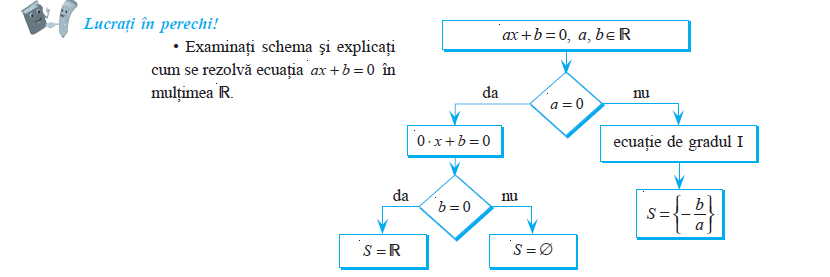 Lucrați în perechi!
• Examinați schema şi explicați
cum se rezolvă ecuația ax + b = 0 în
mulțimea ℝ.
ax + b = 0, a, b ∈ ℝ
da
a = 0
nu
0 · x + b = 0
ecuație de gradul I
da
b = 0
nu
S = {−b/a}
S = ℝ
S = ∅